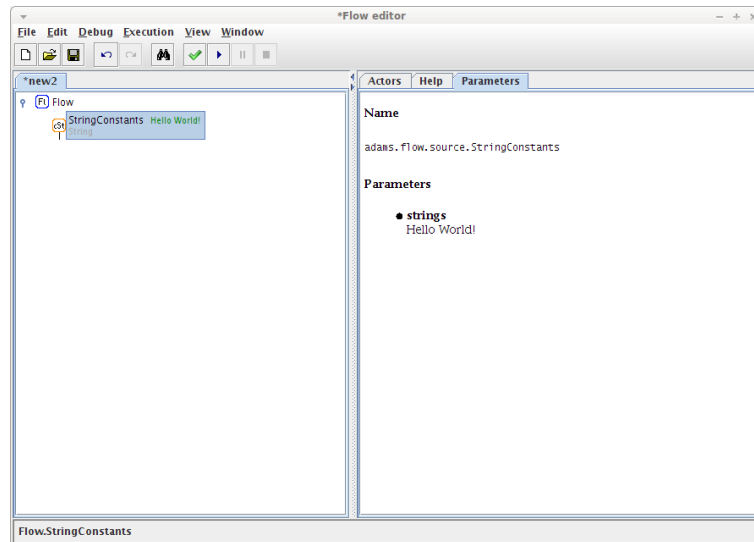 *Flow editor
File Edit Debug Execution View Window
*new2
Flow
StringConstants Hello World!
String
Actors Help Parameters
Name
adams.flow.source.StringConstants
Parameters
strings
Hello World!
Flow.StringConstants